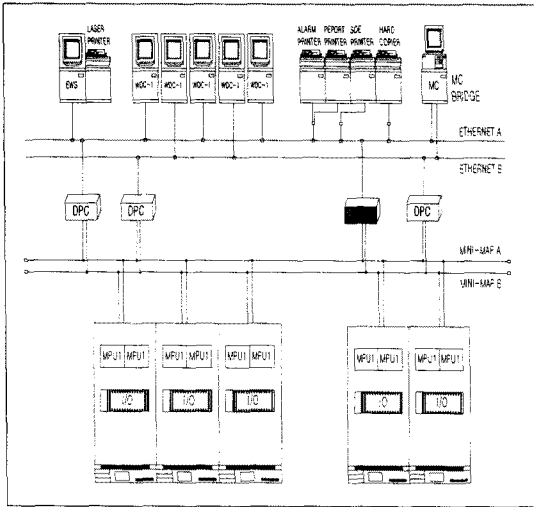 LASER
PRINTER
ALARM
PRINTER
REPORT
PRINTER
SOE
PRINTER
HARD
COPIER
EWS
WDC-1
WDC-1
WDC-1
WDC-1
WDC-1
MC
MC
BRIDGE
ETHERNET A
ETHERNET B
DPC
DPC
DPC
MINI-MAP A
MINI-MAP B
MPU1 MPU1
MPU1 MPU1
MPU1 MPU1
MPU1 MPU1
MPU1 MPU1
I/O
I/O
I/O
I/O
I/O